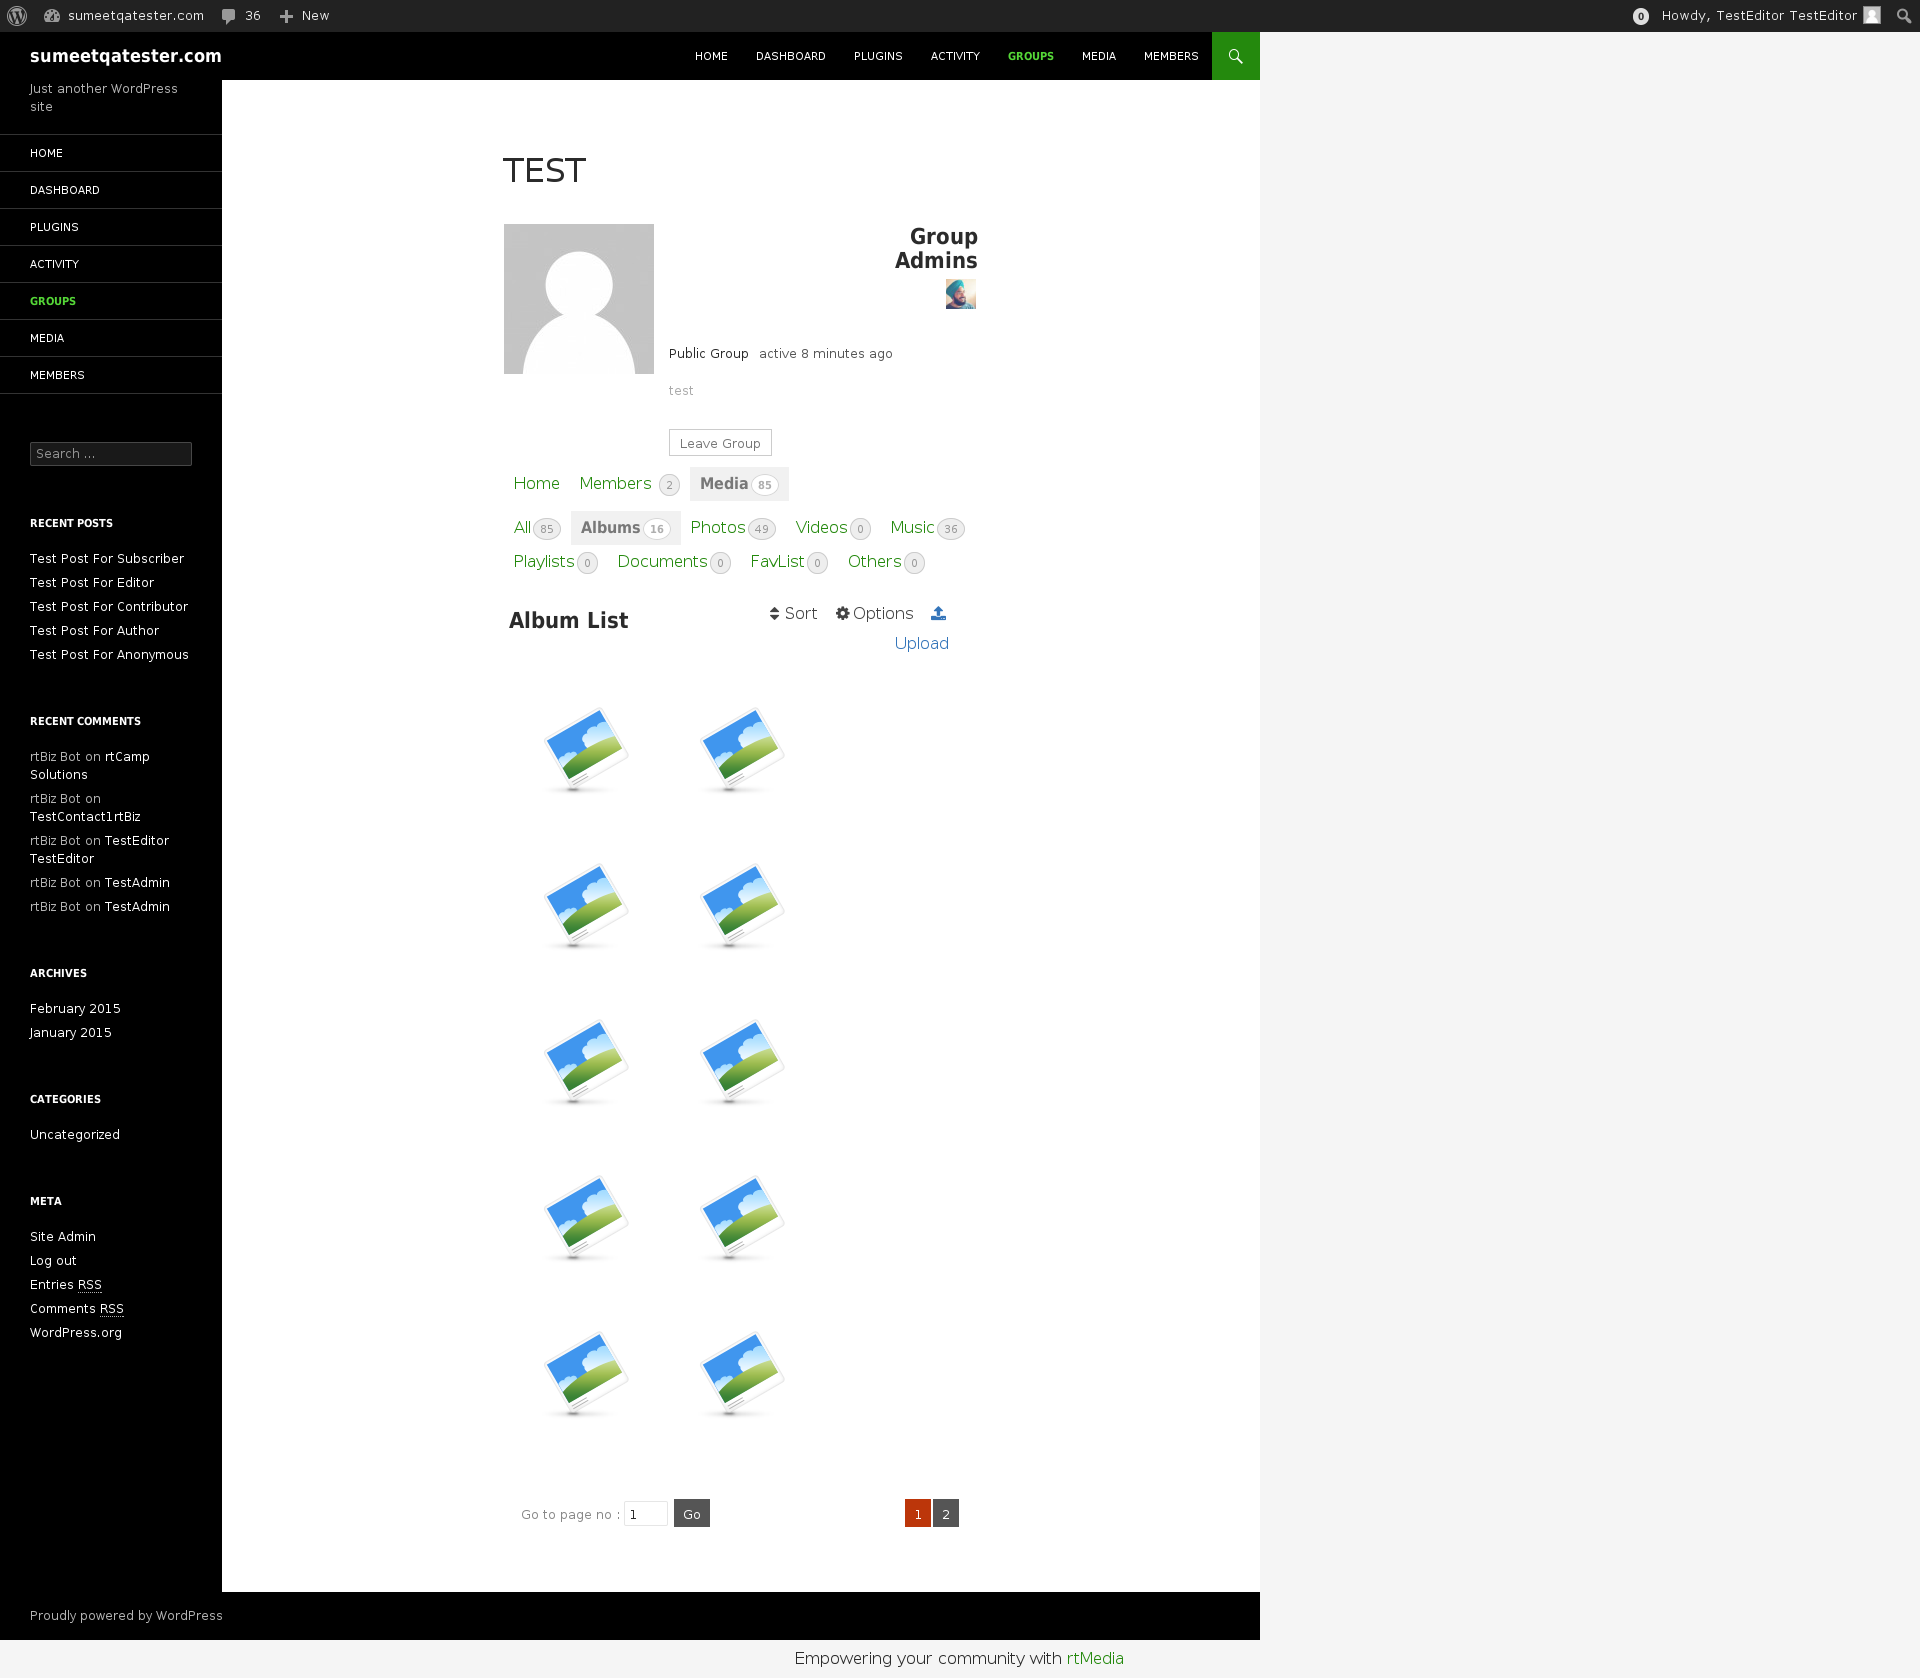 sumeetqatester.com 36 New 0 Howdy, TestEditor TestEditor
sumeetqatester.com
HOME DASHBOARD PLUGINS ACTIVITY GROUPS MEDIA MEMBERS
Just another WordPress
site
HOME
DASHBOARD
PLUGINS
ACTIVITY
GROUPS
MEDIA
MEMBERS
Search ...
RECENT POSTS
Test Post For Subscriber
Test Post For Editor
Test Post For Contributor
Test Post For Author
Test Post For Anonymous
RECENT COMMENTS
rtBiz Bot on rtCamp
Solutions
rtBiz Bot on
TestContact1rtBiz
rtBiz Bot on TestEditor
TestEditor
rtBiz Bot on TestAdmin
rtBiz Bot on TestAdmin
ARCHIVES
February 2015
January 2015
CATEGORIES
Uncategorized
META
Site Admin
Log out
Entries RSS
Comments RSS
WordPress.org
TEST
Group
Admins
Public Group active 8 minutes ago
test
Leave Group
Home Members 2 Media 85
All 85 Albums 16 Photos 49 Videos 0 Music 36
Playlists 0 Documents 0 FavList 0 Others 0
Album List
Sort Options
Upload
Go to page no : 1 Go 1 2
Proudly powered by WordPress
Empowering your community with rtMedia